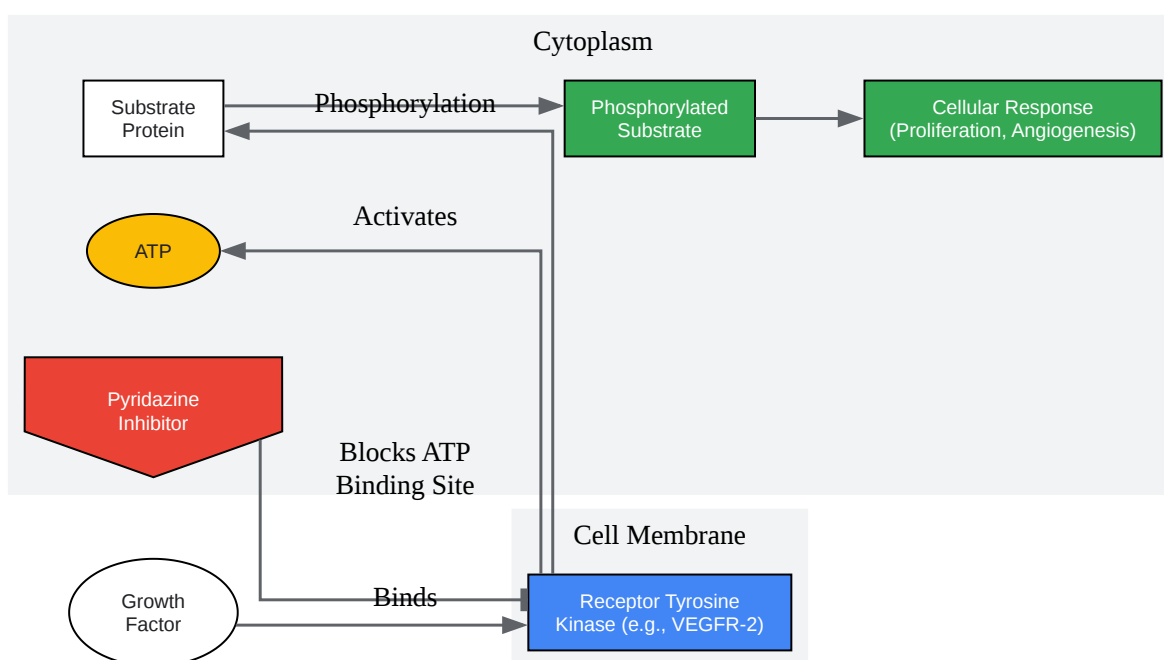 Cytoplasm
Substrate
Protein
Phosphorylation
Phosphorylated
Substrate
Cellular Response
(Proliferation, Angiogenesis)
Activates
ATP
Pyridazine
Inhibitor
Blocks ATP
Binding Site
Cell Membrane
Growth
Factor
Binds
Receptor Tyrosine
Kinase (e.g., VEGFR-2)